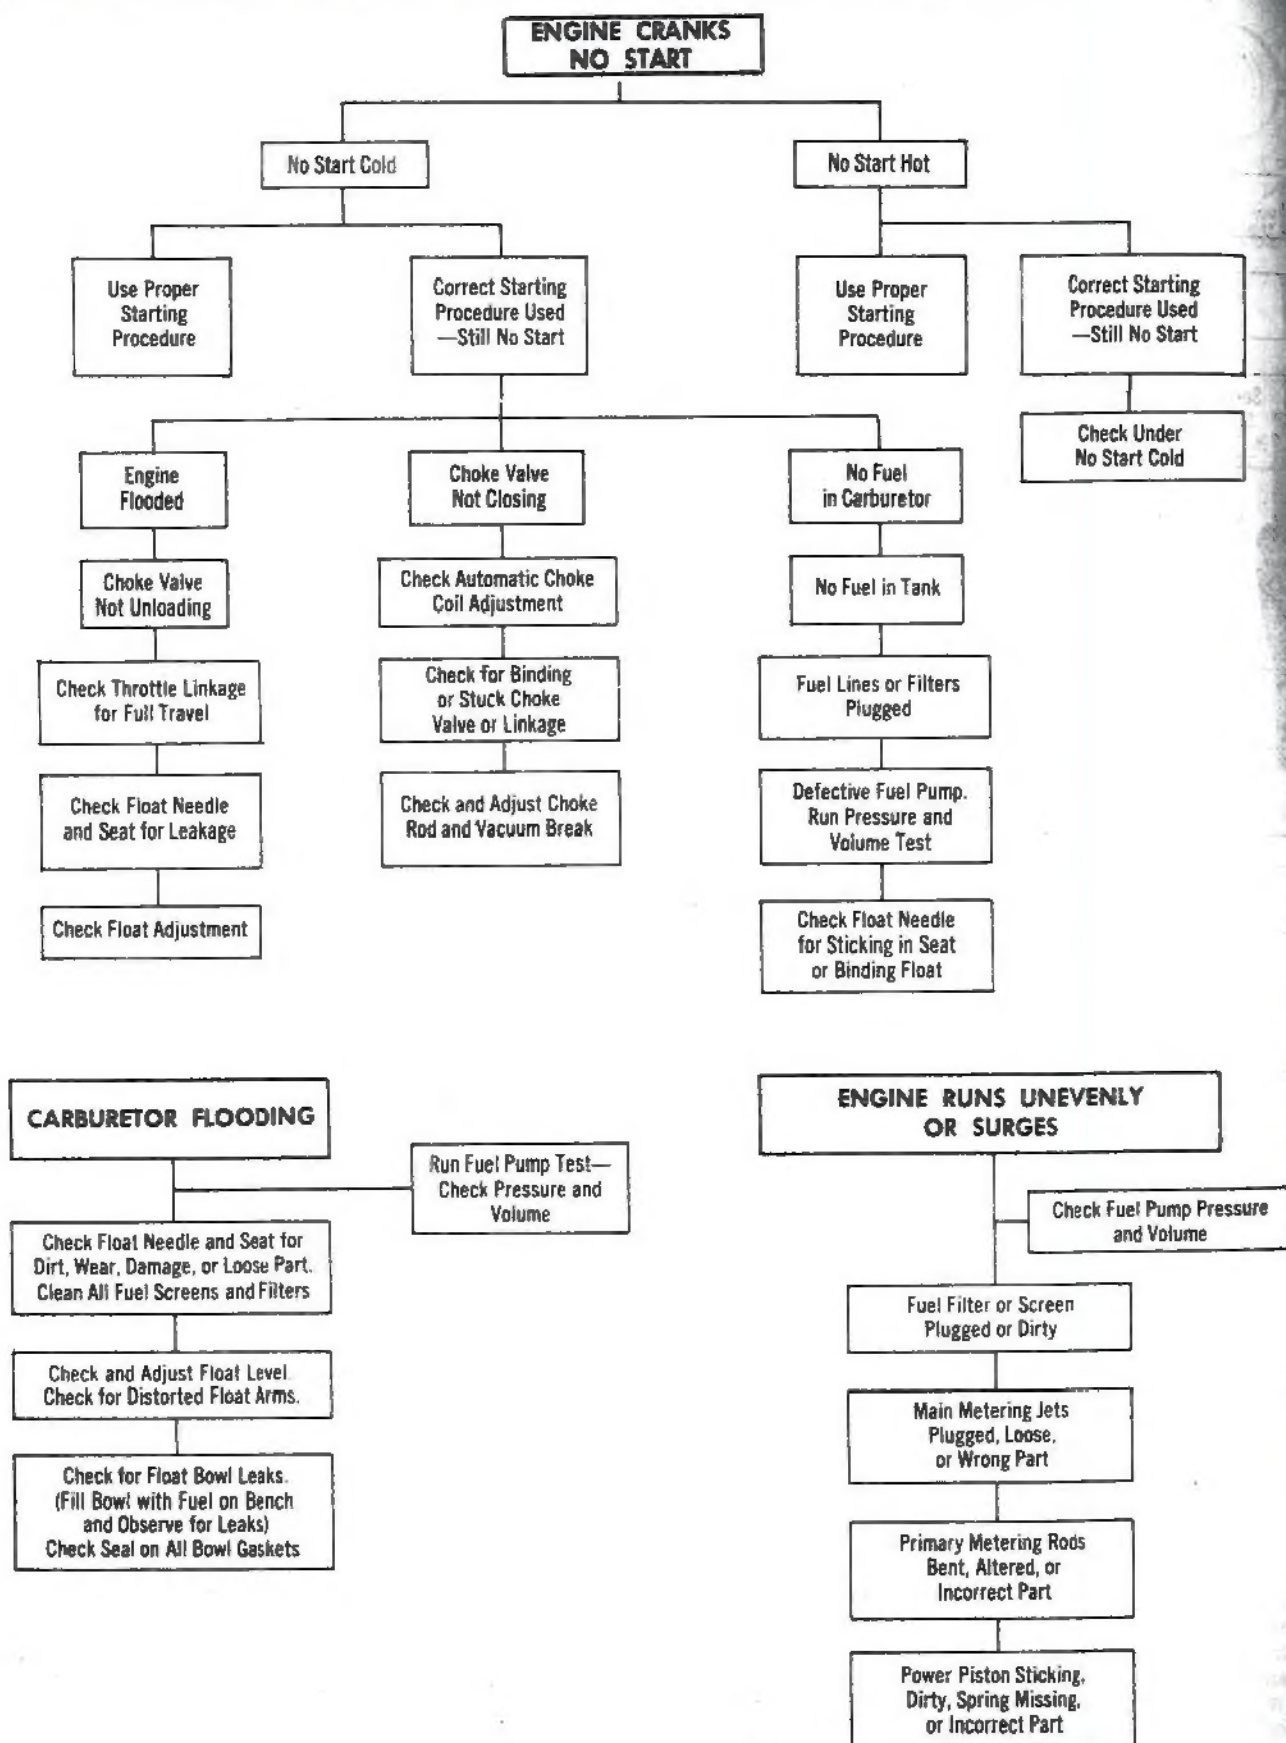 ENGINE CRANKS
NO START
No Start Cold
No Start Hot
Use Proper
Starting
Procedure
Correct Starting
Procedure Used
—Still No Start
Use Proper
Starting
Procedure
Correct Starting
Procedure Used
—Still No Start
Check Under
No Start Cold
Engine
Flooded
Choke Valve
Not Unloading
Check Throttle Linkage
for Full Travel
Check Float Needle
and Seat for Leakage
Check Float Adjustment
Choke Valve
Not Closing
Check Automatic Choke
Coil Adjustment
Check for Binding
or Stuck Choke
Valve or Linkage
Check and Adjust Choke
Rod and Vacuum Break
No Fuel
in Carburetor
No Fuel in Tank
Fuel Lines or Filters
Plugged
Defective Fuel Pump.
Run Pressure and
Volume Test
Check Float Needle
for Sticking in Seat
or Binding Float
CARBURETOR FLOODING
Run Fuel Pump Test—
Check Pressure and
Volume
Check Float Needle and Seat for
Dirt, Wear, Damage, or Loose Part.
Clean All Fuel Screens and Filters
Check and Adjust Float Level.
Check for Distorted Float Arms.
Check for Float Bowl Leaks.
(Fill Bowl with Fuel on Bench
and Observe for Leaks)
Check Seal on All Bowl Gaskets
ENGINE RUNS UNEVENLY
OR SURGES
Check Fuel Pump Pressure
and Volume
Fuel Filter or Screen
Plugged or Dirty
Main Metering Jets
Plugged, Loose,
or Wrong Part
Primary Metering Rods
Bent, Altered, or
Incorrect Part
Power Piston Sticking,
Dirty, Spring Missing,
or Incorrect Part